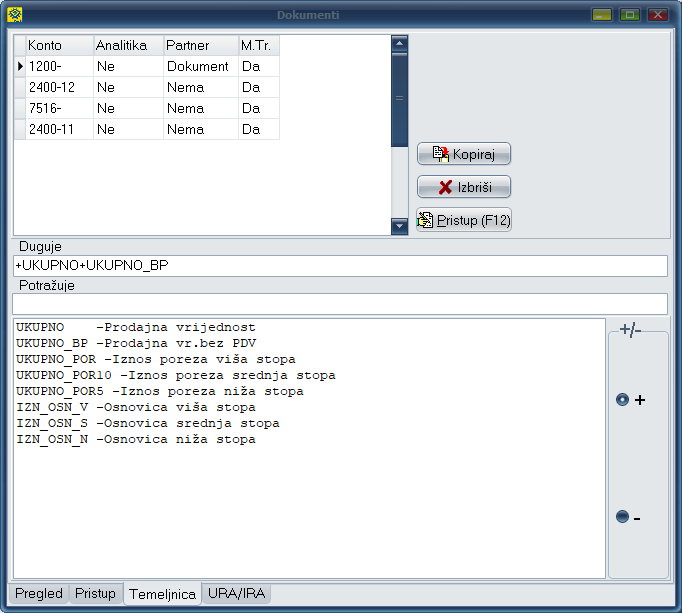 Dokumenti
Konto Analitika Partner M.Tr.
1200- Ne Dokument Da
2400-12 Ne Nema Da
7516- Ne Nema Da
2400-11 Ne Nema Da
Kopiraj
Izbriši
Pristup (F12)
Duguje
+UKUPNO+UKUPNO_BP
Potražuje
UKUPNO -Prodajna vrijednost
UKUPNO_BP -Prodajna vr.bez PDV
UKUPNO_POR -Iznos poreza viša stopa
UKUPNO_POR10 -Iznos poreza srednja stopa
UKUPNO_POR5 -Iznos poreza niža stopa
IZN_OSN_V -Osnovica viša stopa
IZN_OSN_S -Osnovica srednja stopa
IZN_OSN_N -Osnovica niža stopa
+/-
+
-
Pregled Pristup Temeljnica URA/IRA